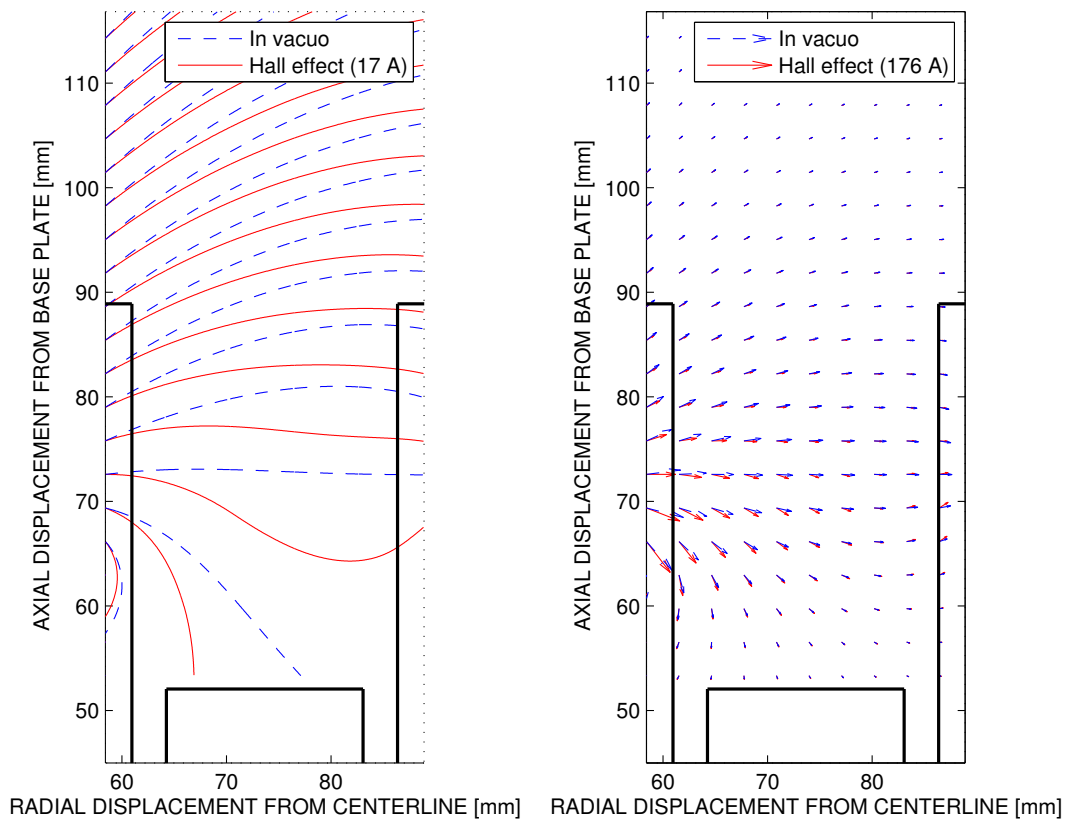 In vacuo
Hall effect (17 A)
110
100
90
80
70
60
50
60 70 80
AXIAL DISPLACEMENT FROM BASE PLATE [mm]
RADIAL DISPLACEMENT FROM CENTERLINE [mm]
In vacuo
Hall effect (176 A)
110
100
90
80
70
60
50
60 70 80
AXIAL DISPLACEMENT FROM BASE PLATE [mm]
RADIAL DISPLACEMENT FROM CENTERLINE [mm]